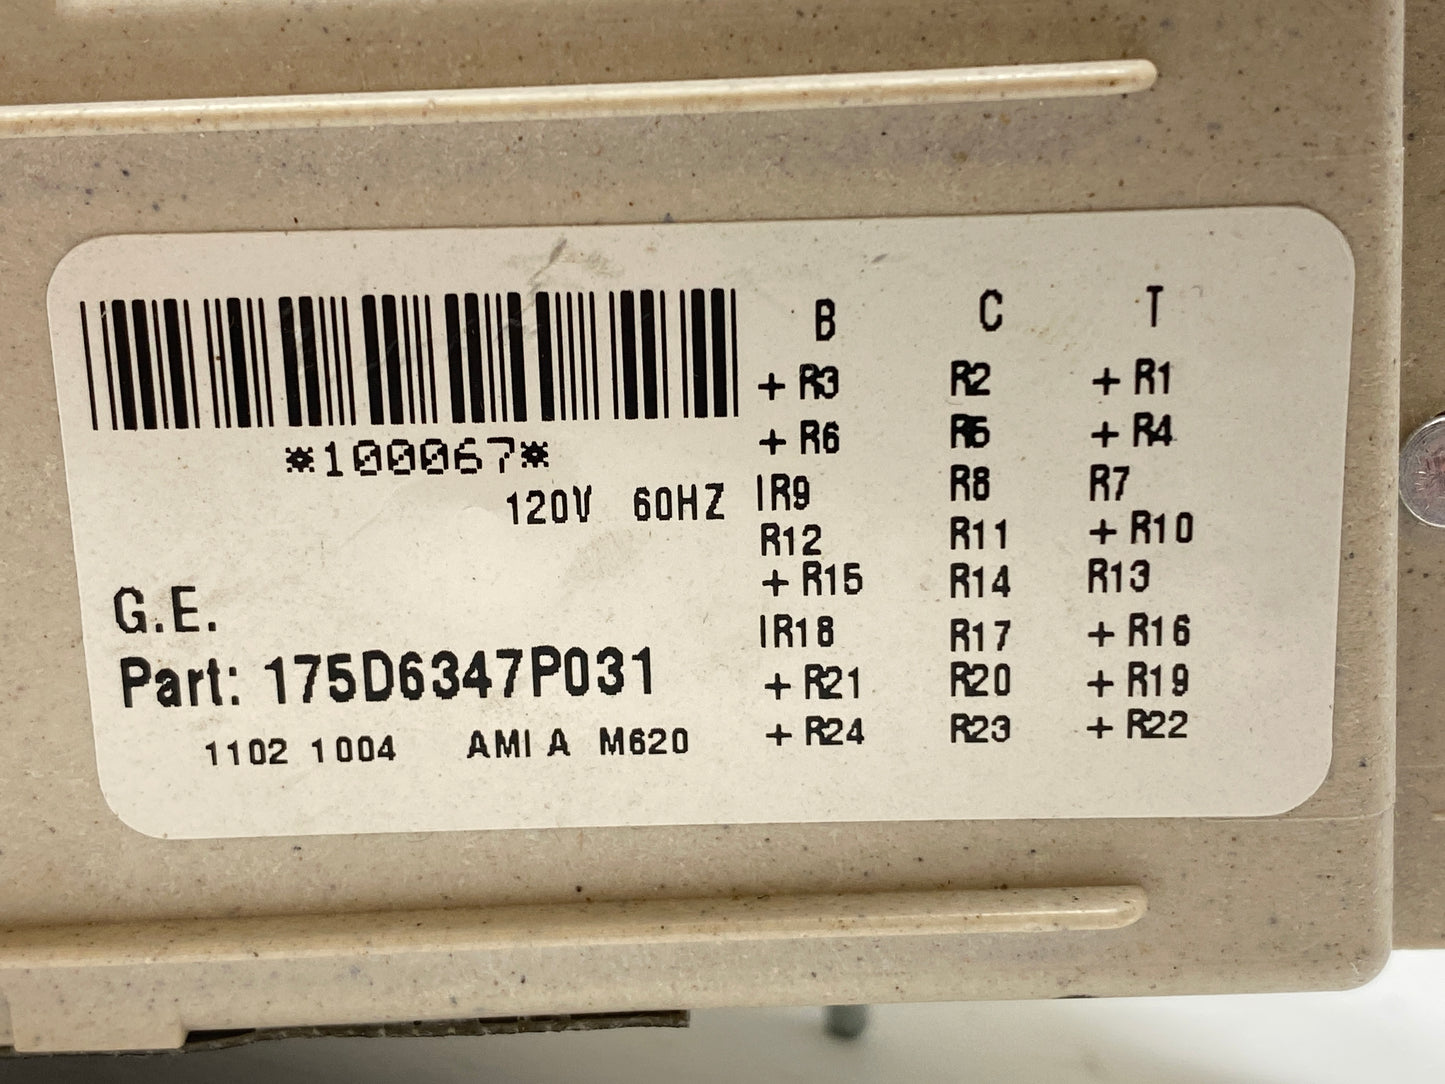 B C T
+ R3 R2 + R1
+ R6 R5 + R4
*100067*
120V 60HZ
IR9 R8 R7
R12 R11 + R10
+ R15 R14 R13
G.E.
IR18 R17 + R16
Part: 175D6347P031
+ R21 R20 + R19
1102 1004 AMI A M620
+ R24 R23 + R22